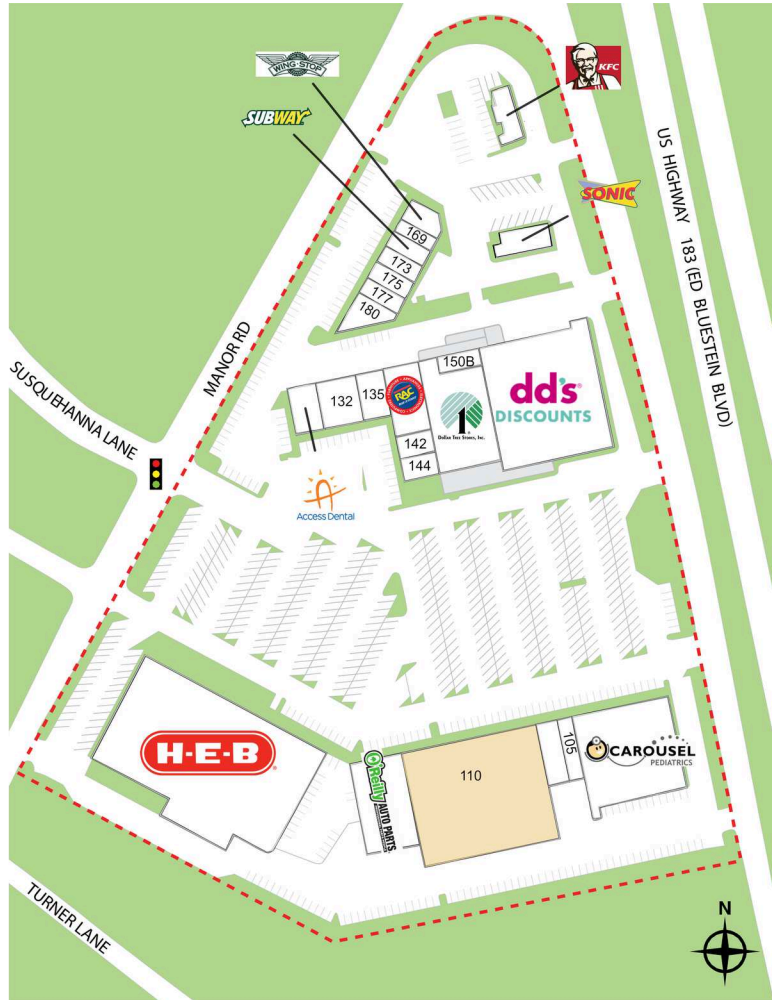 WING·STOP
KFC
SUBWAY
SONIC
US HIGHWAY 183 (ED BLUESTEIN BLVD)
169
173
175
177
180
MANOR RD
SUSQUEHANNA LANE
150B
132
135
RAC
dd's
DISCOUNTS
1
Dollar Tree Stores, Inc.
142
144
Access Dental
H-E-B
O'Reilly
AUTO PARTS
110
105
CAROUSEL
PEDIATRICS
TURNER LANE
N